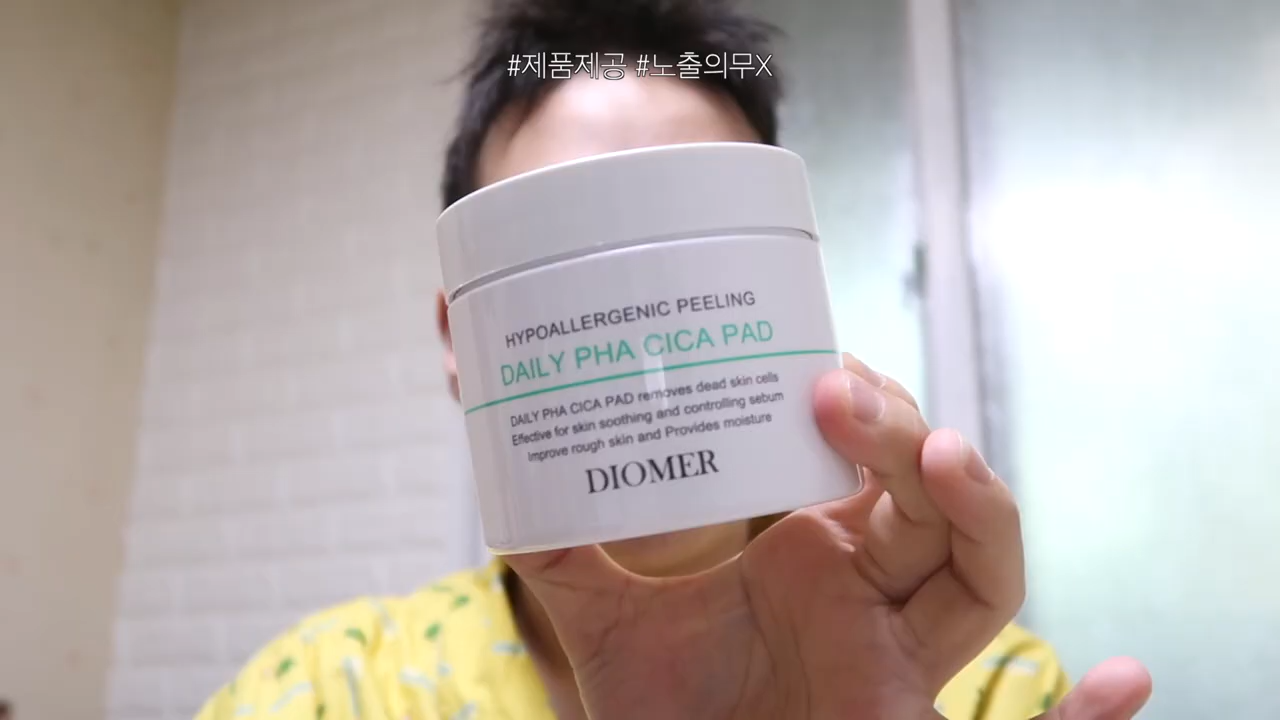 #제품제공 #노출의무X
HYPOALLERGENIC PEELING
DAILY PHA CICA PAD
DAILY PHA CICA PAD removes dead skin cells
Effective for skin soothing and controlling sebum
Improve rough skin and Provides moisture
DIOMER